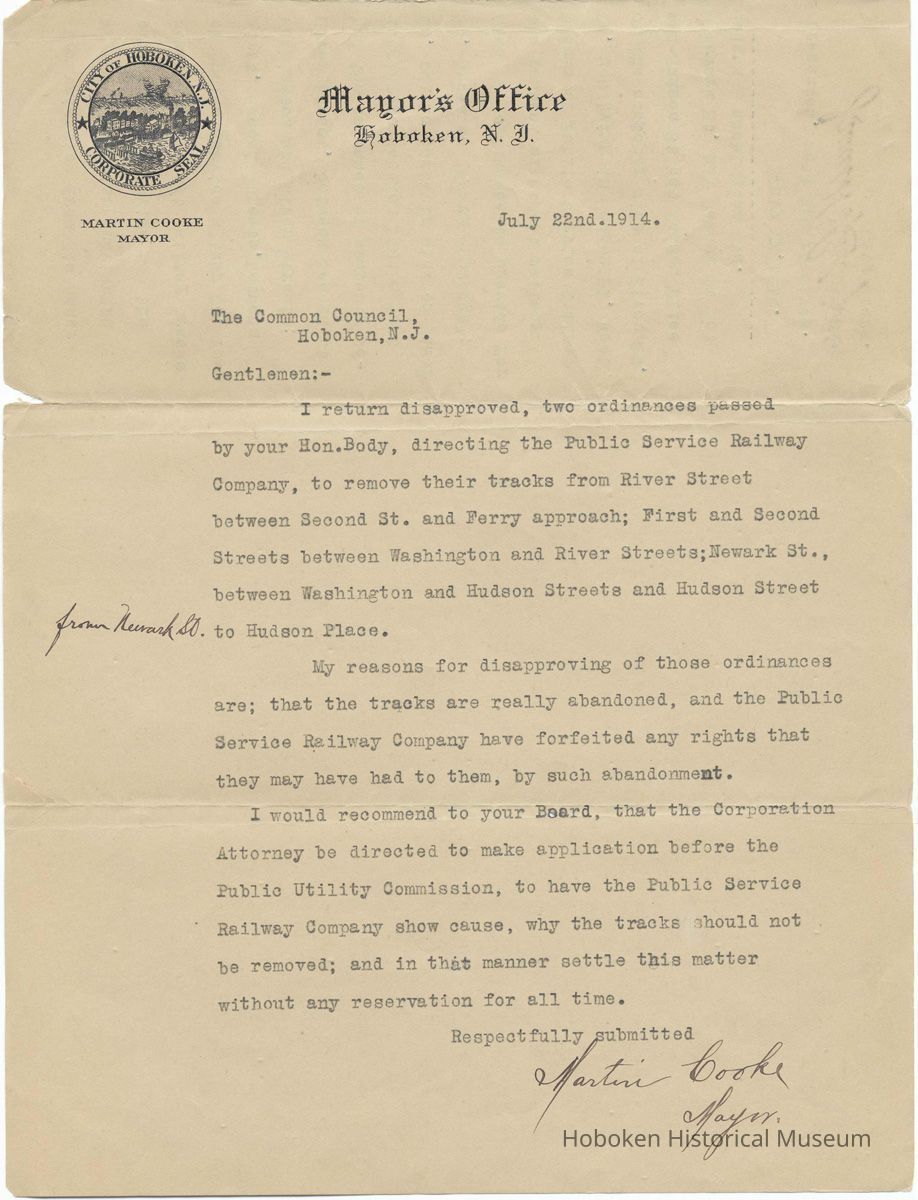 CITY OF HOBOKEN, N.J.
CORPORATE SEAL
Mayor's Office
Hoboken, N. J.
MARTIN COOKE
MAYOR
July 22nd.1914.
The Common Council,
Hoboken,N.J.
Gentlemen:-
I return disapproved, two ordinances passed
by your Hon.Body, directing the Public Service Railway
Company, to remove their tracks from River Street
between Second St. and Ferry approach; First and Second
Streets between Washington and River Streets;Newark St.,
between Washington and Hudson Streets and Hudson Street
from Newark St. to Hudson Place.
My reasons for disapproving of those ordinances
are; that the tracks are really abandoned, and the Public
Service Railway Company have forfeited any rights that
they may have had to them, by such abandonment.
I would recommend to your Board, that the Corporation
Attorney be directed to make application before the
Public Utility Commission, to have the Public Service
Railway Company show cause, why the tracks should not
be removed; and in that manner settle this matter
without any reservation for all time.
Respectfully submitted
Martin Cooke
Mayor.
Hoboken Historical Museum